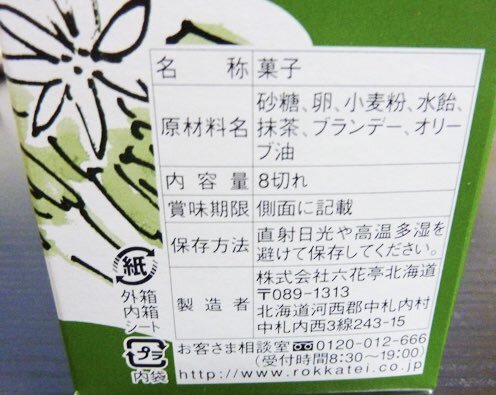 名称 菓子
原材料名 砂糖、卵、小麦粉、水飴、
抹茶、ブランデー、オリー
ブ油
内容量 8切れ
賞味期限 側面に記載
保存方法 直射日光や高温多湿を
避けて保存してください。
製造者 株式会社六花亭北海道
〒089-1313
北海道河西郡中札内村
中札内西3線243-15
お客さま相談室 0120-012-666
(受付時間8:30〜19:00)
http://www.rokkatei.co.jp
紙
外箱
内箱
シート
プラ
内袋